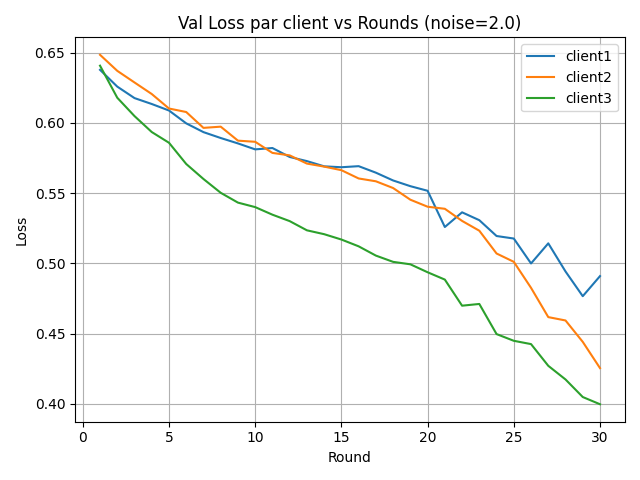 Val Loss par client vs Rounds (noise=2.0)
client1
client2
client3
Loss
0.65
0.60
0.55
0.50
0.45
0.40
0
5
10
15
20
25
30
Round